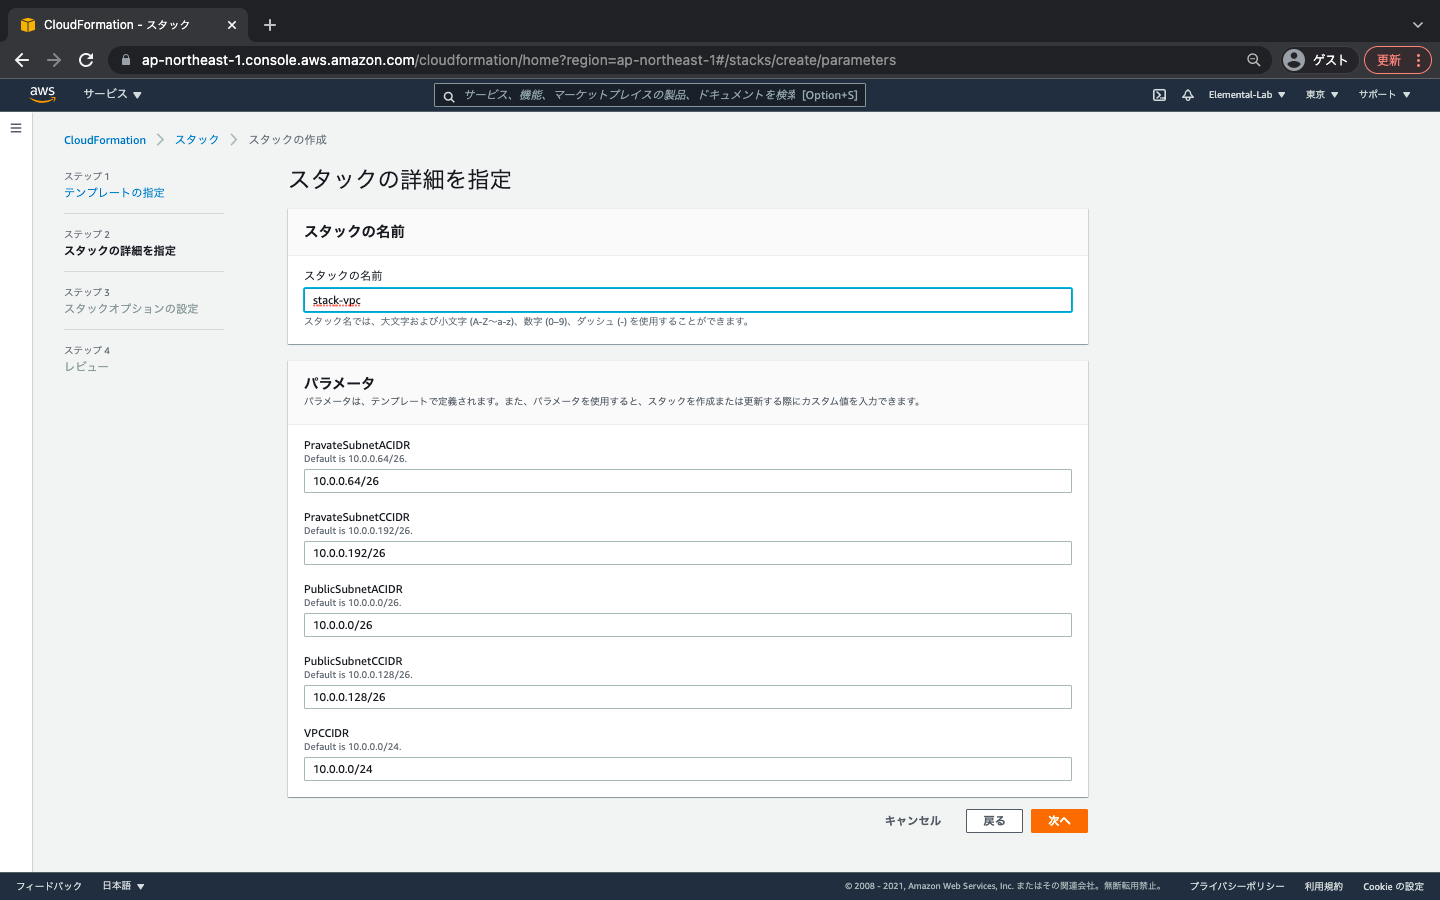 CloudFormation - スタック
ap-northeast-1.console.aws.amazon.com/cloudformation/home?region=ap-northeast-1#/stacks/create/parameters
ゲスト
更新
aws
サービス
サービス、機能、マーケットプレイスの製品、ドキュメントを検索 [Option+S]
Elemental-Lab
東京
サポート
CloudFormation
スタック
スタックの作成
ステップ 1
テンプレートの指定
ステップ 2
スタックの詳細を指定
ステップ 3
スタックオプションの設定
ステップ 4
レビュー
スタックの詳細を指定
スタックの名前
スタックの名前
stack-vpc
スタック名では、大文字および小文字 (A-Z〜a-z)、数字 (0–9)、ダッシュ (-) を使用することができます。
パラメータ
パラメータは、テンプレートで定義されます。また、パラメータを使用すると、スタックを作成または更新する際にカスタム値を入力できます。
PravateSubnetACIDR
Default is 10.0.0.64/26.
10.0.0.64/26
PravateSubnetCCIDR
Default is 10.0.0.192/26.
10.0.0.192/26
PublicSubnetACIDR
Default is 10.0.0.0/26.
10.0.0.0/26
PublicSubnetCCIDR
Default is 10.0.0.128/26.
10.0.0.128/26
VPCCIDR
Default is 10.0.0.0/24.
10.0.0.0/24
キャンセル
戻る
次へ
フィードバック
日本語
© 2008 - 2021, Amazon Web Services, Inc. またはその関連会社。無断転用禁止。
プライバシーポリシー
利用規約
Cookie の設定